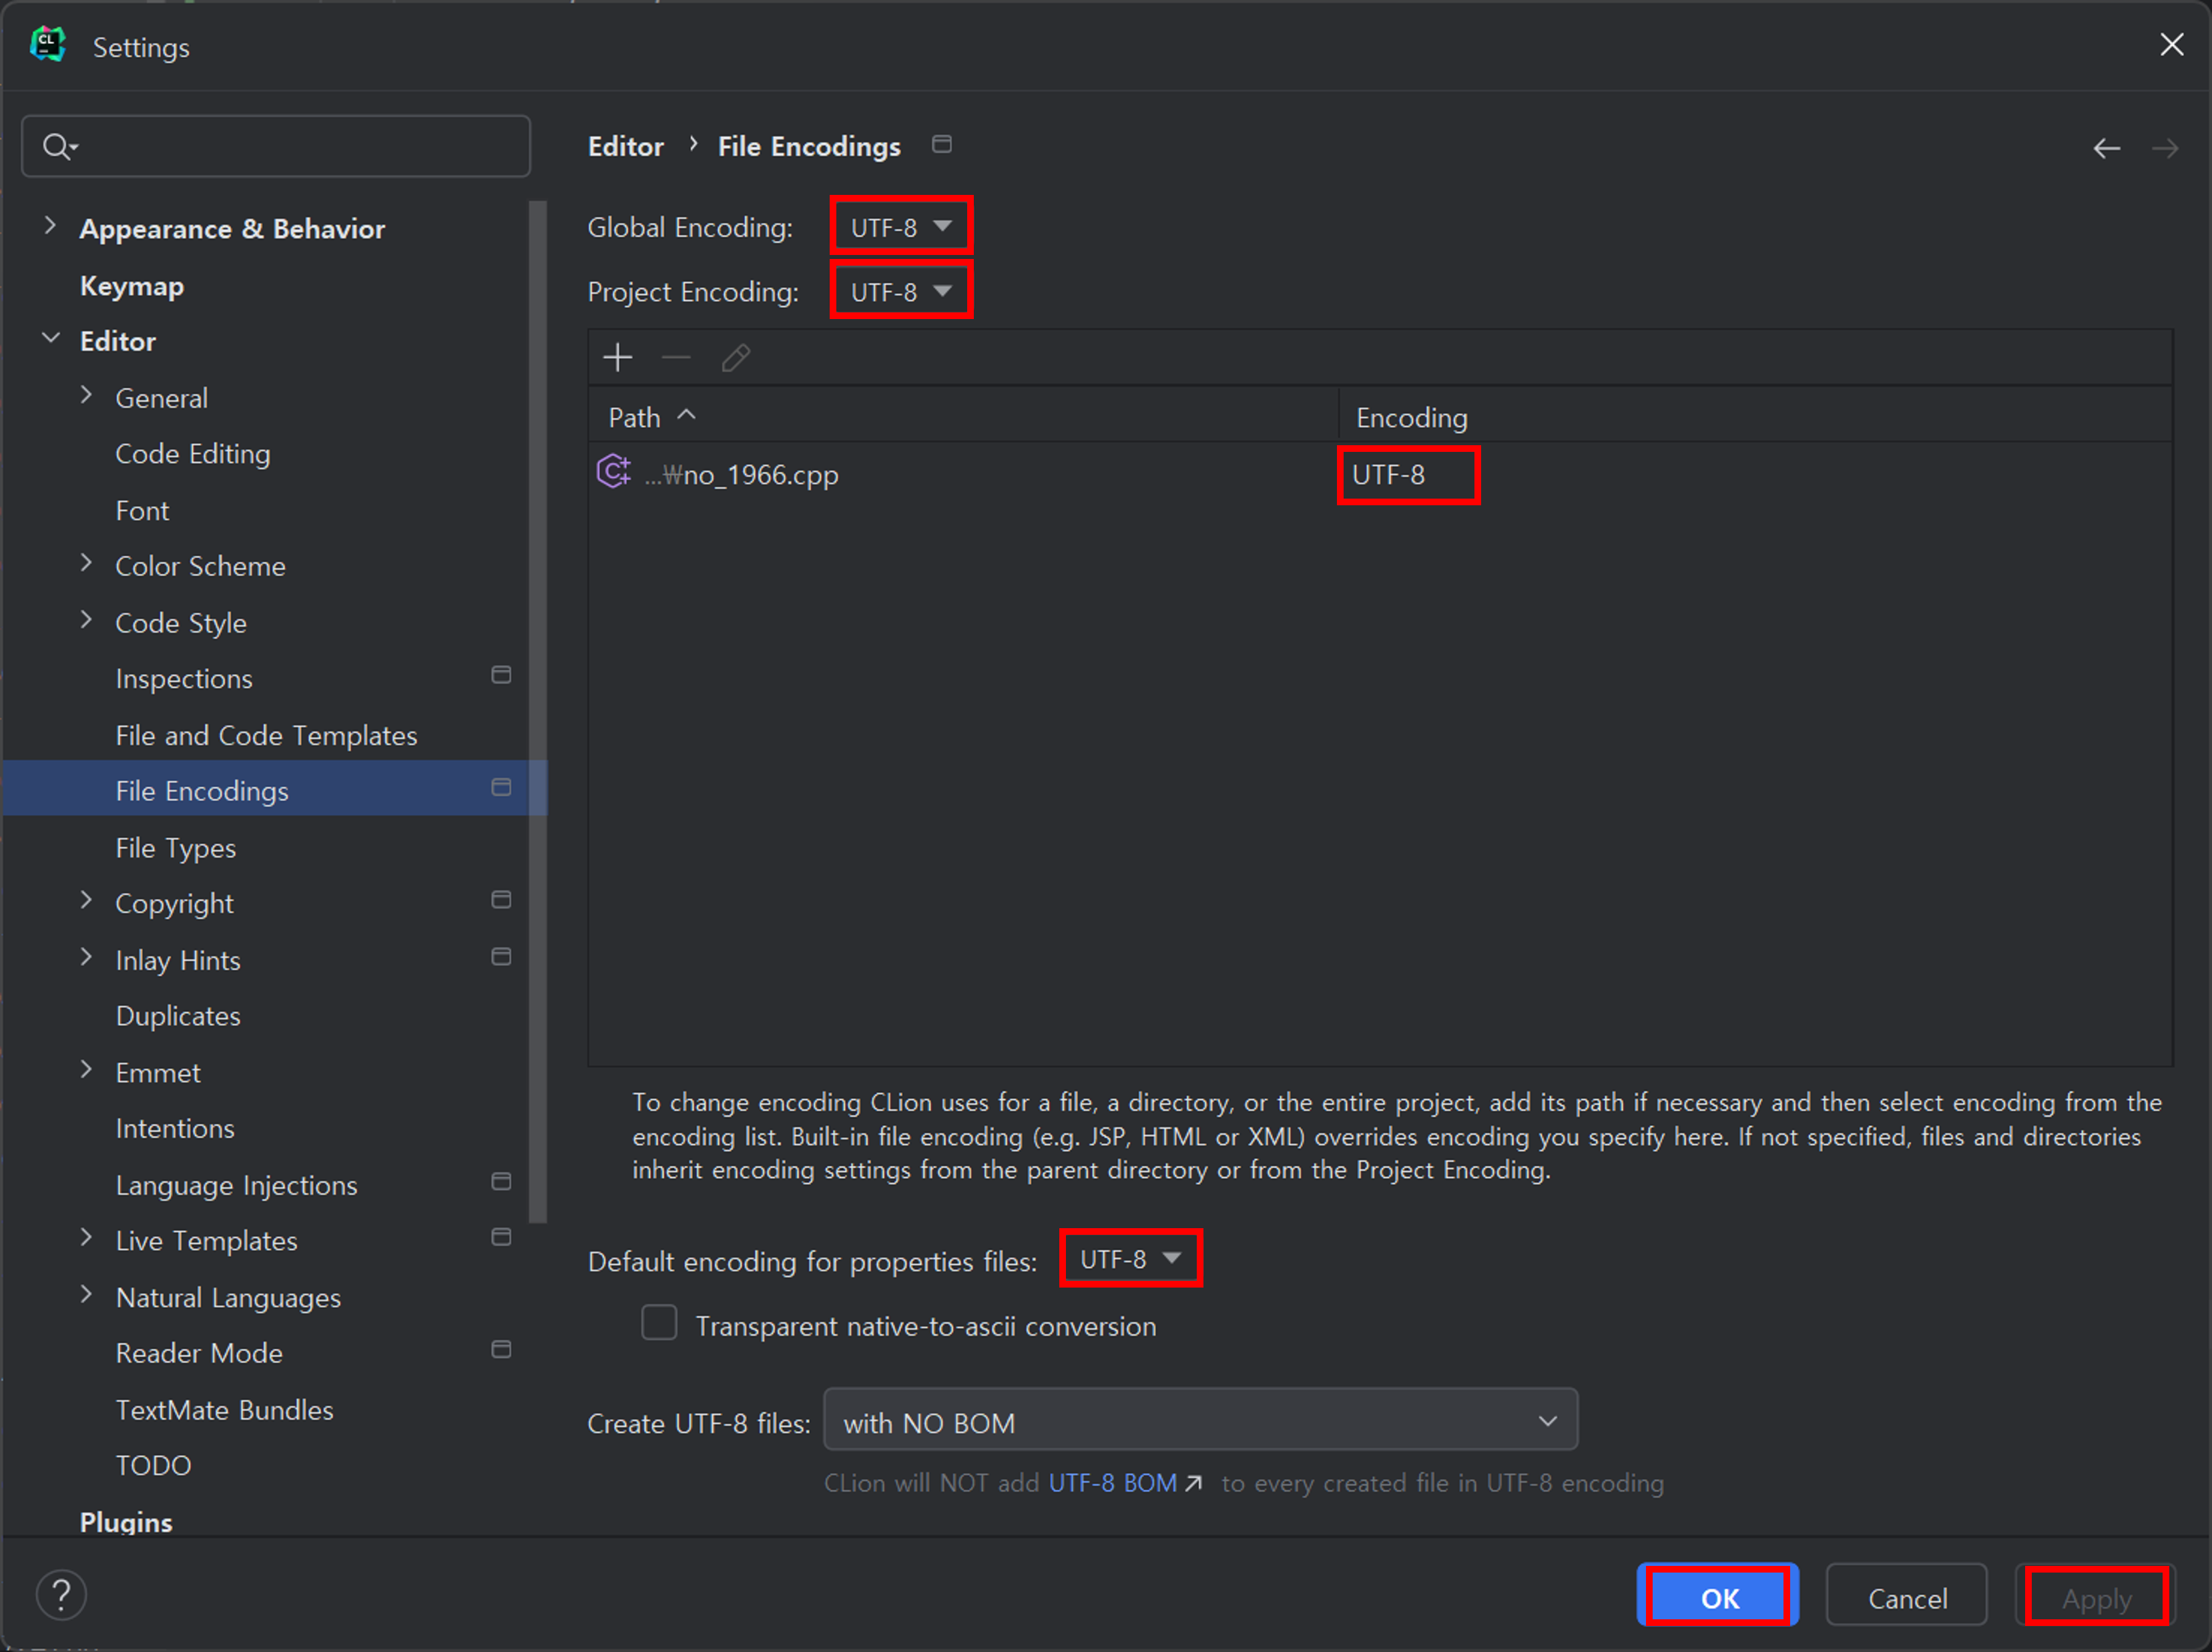 CL
Settings
Appearance & Behavior
Keymap
Editor
General
Code Editing
Font
Color Scheme
Code Style
Inspections
File and Code Templates
File Encodings
File Types
Copyright
Inlay Hints
Duplicates
Emmet
Intentions
Language Injections
Live Templates
Natural Languages
Reader Mode
TextMate Bundles
TODO
Plugins
Editor › File Encodings
Global Encoding: UTF-8
Project Encoding: UTF-8
Path Encoding
...₩no_1966.cpp UTF-8
To change encoding CLion uses for a file, a directory, or the entire project, add its path if necessary and then select encoding from the
encoding list. Built-in file encoding (e.g. JSP, HTML or XML) overrides encoding you specify here. If not specified, files and directories
inherit encoding settings from the parent directory or from the Project Encoding.
Default encoding for properties files: UTF-8
Transparent native-to-ascii conversion
Create UTF-8 files: with NO BOM
CLion will NOT add UTF-8 BOM ↗ to every created file in UTF-8 encoding
? OK Cancel Apply